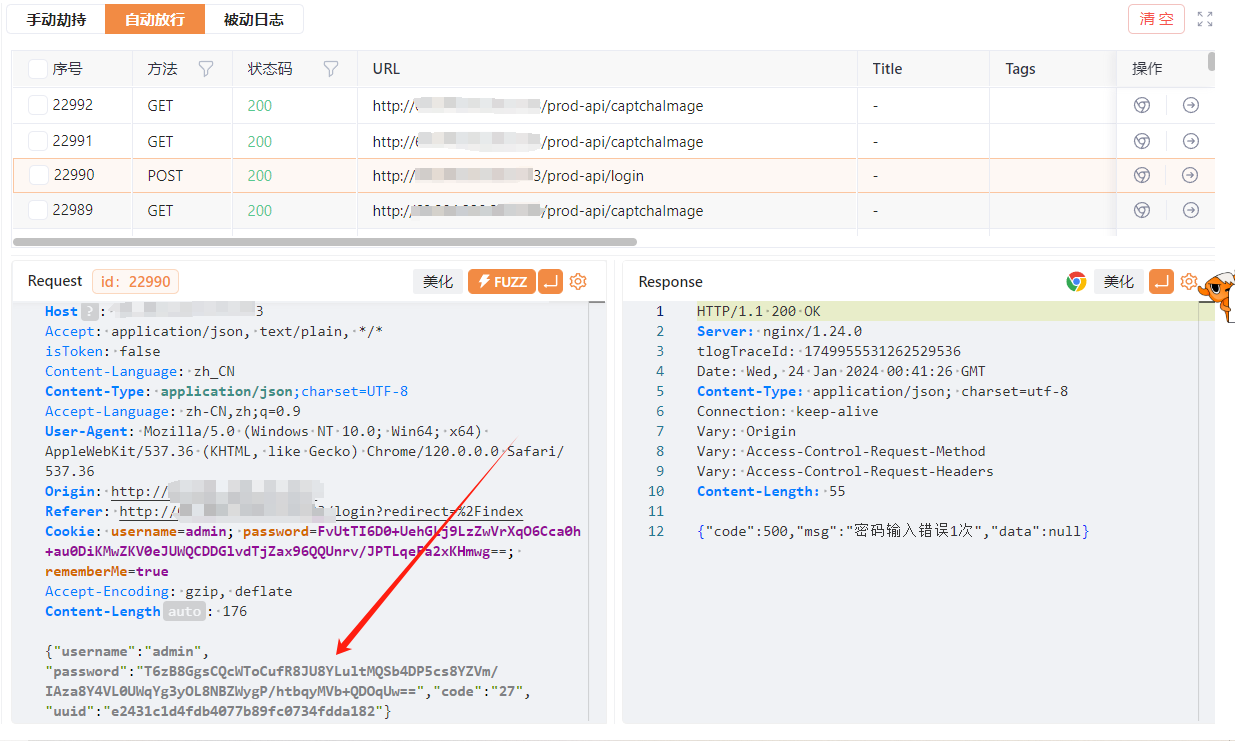 手动劫持 自动放行 被动日志 清 空
序号 方法 状态码 URL Title Tags 操作
22992 GET 200 http:// /prod-api/captchaImage -
22991 GET 200 http:// /prod-api/captchaImage -
22990 POST 200 http:// 3/prod-api/login -
22989 GET 200 http:// /prod-api/captchaImage -
Request id: 22990 美化 FUZZ
Host ? : 3
Accept: application/json, text/plain, */*
isToken: false
Content-Language: zh_CN
Content-Type: application/json;charset=UTF-8
Accept-Language: zh-CN,zh;q=0.9
User-Agent: Mozilla/5.0 (Windows NT 10.0; Win64; x64)
AppleWebKit/537.36 (KHTML, like Gecko) Chrome/120.0.0.0 Safari/
537.36
Origin: http://
Referer: http:// /login?redirect=%2Findex
Cookie: username=admin; password=FvUtTI6D0+UehGLj9LzZwVrXqO6Cca0h
+au0DiKMwZKV0eJUWQCDDGlvdTjZax96QQUnrv/JPTLqePa2xKHmwg==;
rememberMe=true
Accept-Encoding: gzip, deflate
Content-Length auto : 176
{"username":"admin",
"password":"T6zB8GgsCQcWToCufR8JU8YLultMQSb4DP5cs8YZVm/
IAza8Y4VL0UWqYg3yOL8NBZWygP/htbqyMVb+QDOqUw==","code":"27",
"uuid":"e2431c1d4fdb4077b89fc0734fdda182"}
Response 美化
1 HTTP/1.1 200 OK
2 Server: nginx/1.24.0
3 tlogTraceId: 1749955531262529536
4 Date: Wed, 24 Jan 2024 00:41:26 GMT
5 Content-Type: application/json; charset=utf-8
6 Connection: keep-alive
7 Vary: Origin
8 Vary: Access-Control-Request-Method
9 Vary: Access-Control-Request-Headers
10 Content-Length: 55
11
12 {"code":500,"msg":"密码输入错误1次","data":null}